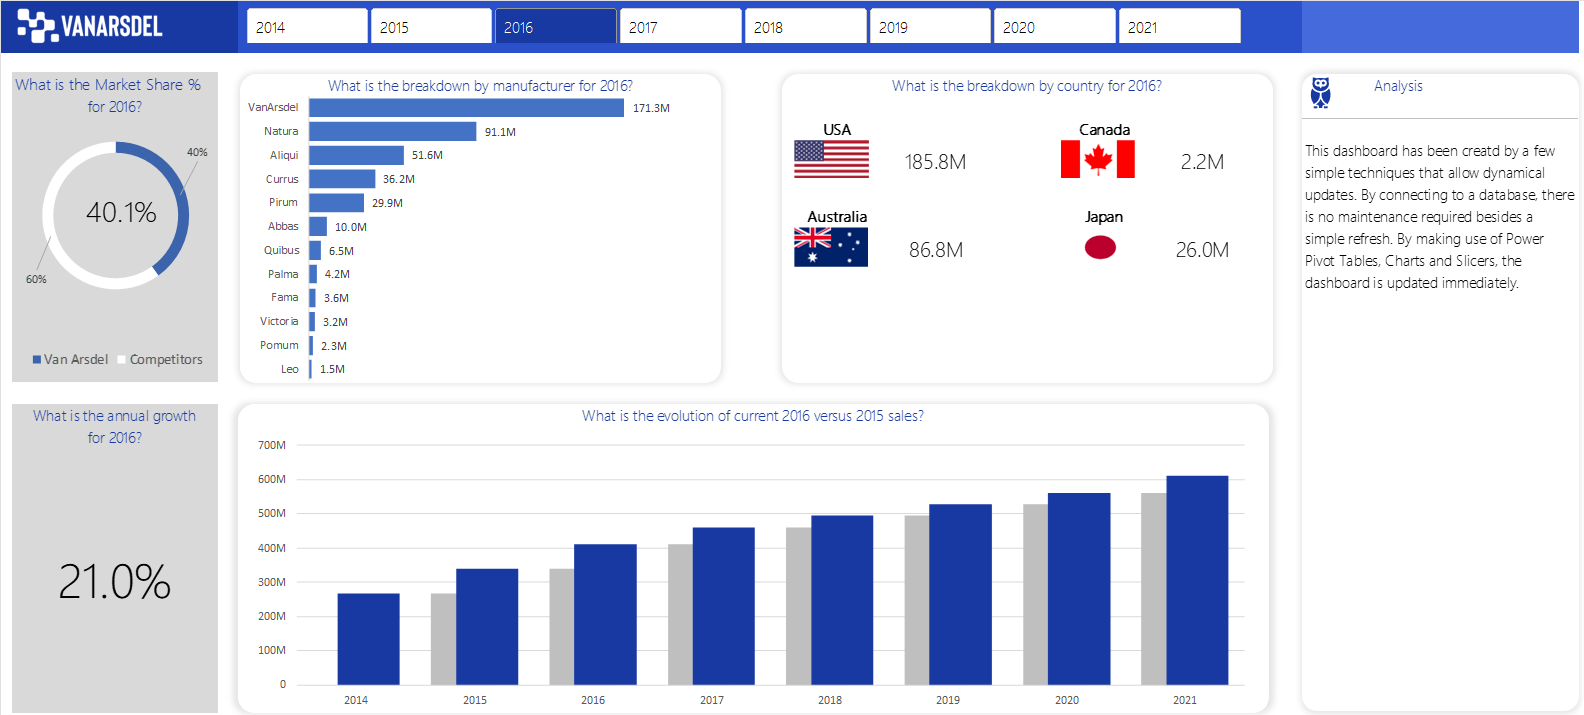 VANARSDEL
2014
2015
2016
2017
2018
2019
2020
2021
What is the Market Share %
for 2016?
40%
40.1%
60%
Van Arsdel
Competitors
What is the breakdown by manufacturer for 2016?
VanArsdel 171.3M
Natura 91.1M
Aliqui 51.6M
Currus 36.2M
Pirum 29.9M
Abbas 10.0M
Quibus 6.5M
Palma 4.2M
Fama 3.6M
Victoria 3.2M
Pomum 2.3M
Leo 1.5M
What is the breakdown by country for 2016?
USA
185.8M
Canada
2.2M
Australia
86.8M
Japan
26.0M
Analysis
This dashboard has been creatd by a few
simple techniques that allow dynamical
updates. By connecting to a database, there
is no maintenance required besides a
simple refresh. By making use of Power
Pivot Tables, Charts and Slicers, the
dashboard is updated immediately.
What is the annual growth
for 2016?
21.0%
What is the evolution of current 2016 versus 2015 sales?
700M
600M
500M
400M
300M
200M
100M
0
2014
2015
2016
2017
2018
2019
2020
2021